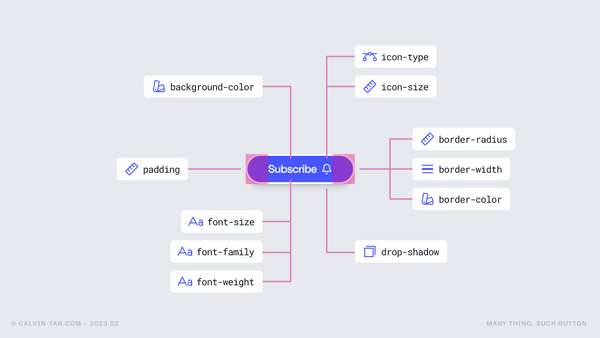 icon-type
background-color
icon-size
border-radius
padding
Subscribe
border-width
border-color
Aa font-size
Aa font-family
drop-shadow
Aa font-weight
© CALVIN-TAN.COM – 2023.02
MANY THING, SUCH BUTTON.